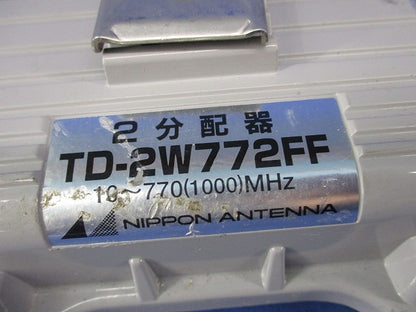 2分配器
TD-2W772FF
10~770(1000)MHz
NIPPON ANTENNA